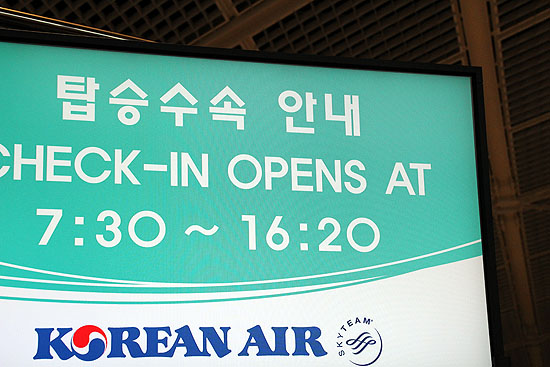 탑승수속 안내
CHECK-IN OPENS AT
7:30 ~ 16:20
KOREAN AIR
SKYTEAM